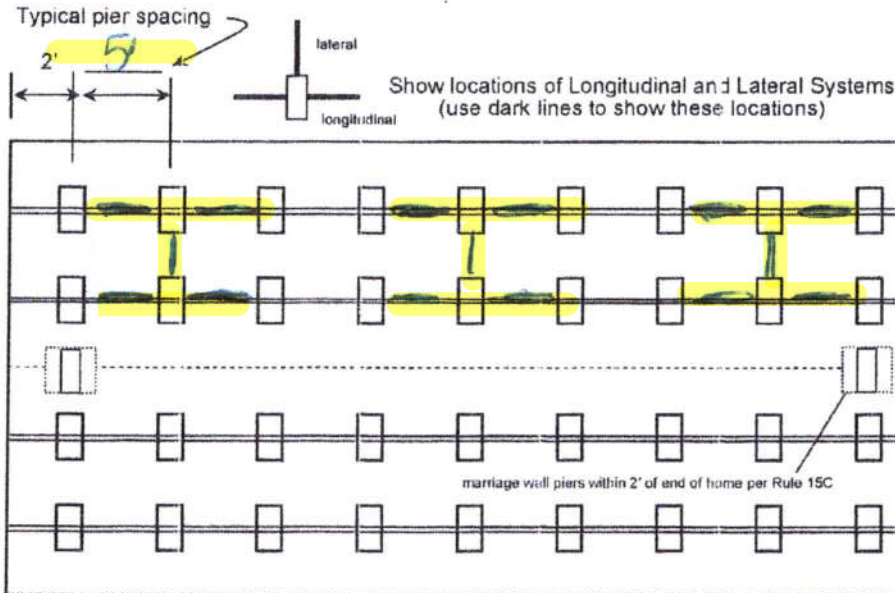 Typical pier spacing
2'
5'
lateral
longitudinal
Show locations of Longitudinal and Lateral Systems
(use dark lines to show these locations)
marriage wall piers within 2' of end of home per Rule 15C